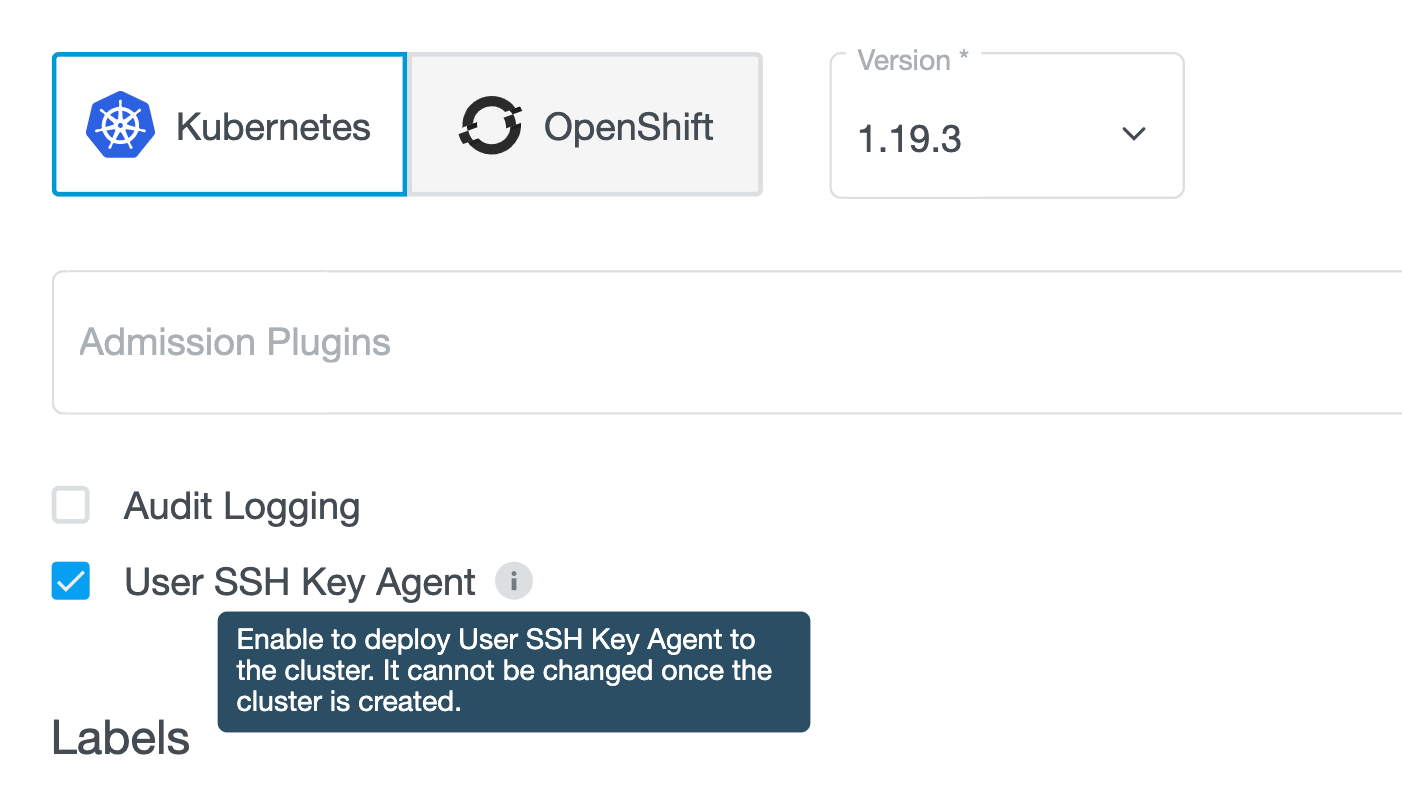 Version *
Kubernetes
OpenShift
1.19.3
Admission Plugins
Audit Logging
User SSH Key Agent
Enable to deploy User SSH Key Agent to
the cluster. It cannot be changed once the
cluster is created.
Labels